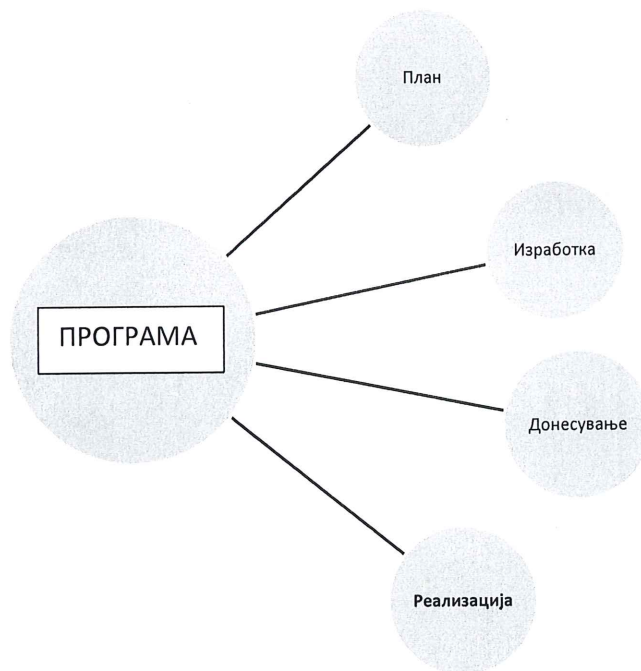 План
Изработка
ПРОГРАМА
Донесување
Реализација